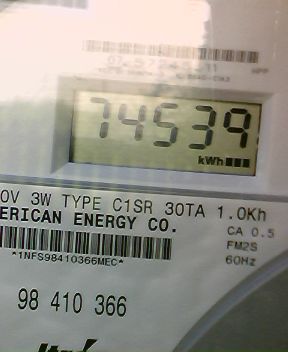 74539
kWh
0V 3W TYPE C1SR 30TA 1.0Kh
ERICAN ENERGY CO.
CA 0.5
FM2S
*1NFS98410366MEC*
60Hz
98 410 366